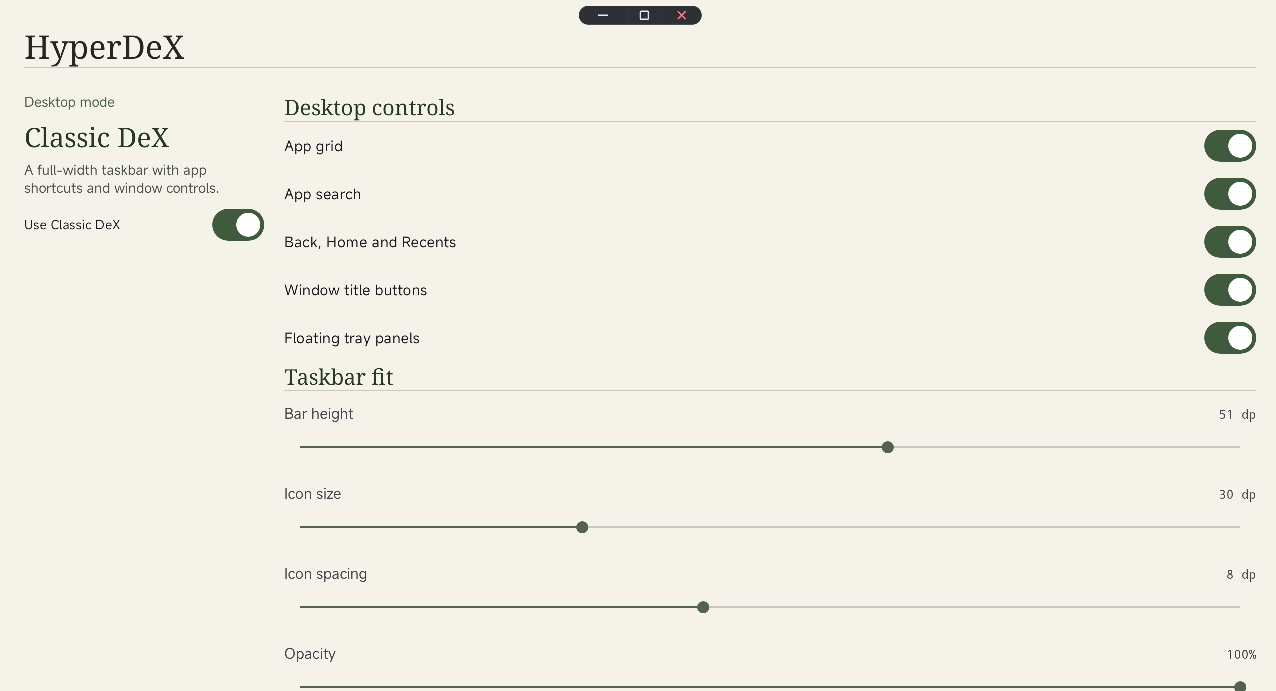 HyperDeX
Desktop mode
Classic DeX
A full-width taskbar with app
shortcuts and window controls.
Use Classic DeX
Desktop controls
App grid
App search
Back, Home and Recents
Window title buttons
Floating tray panels
Taskbar fit
Bar height
51 dp
Icon size
30 dp
Icon spacing
8 dp
Opacity
100%